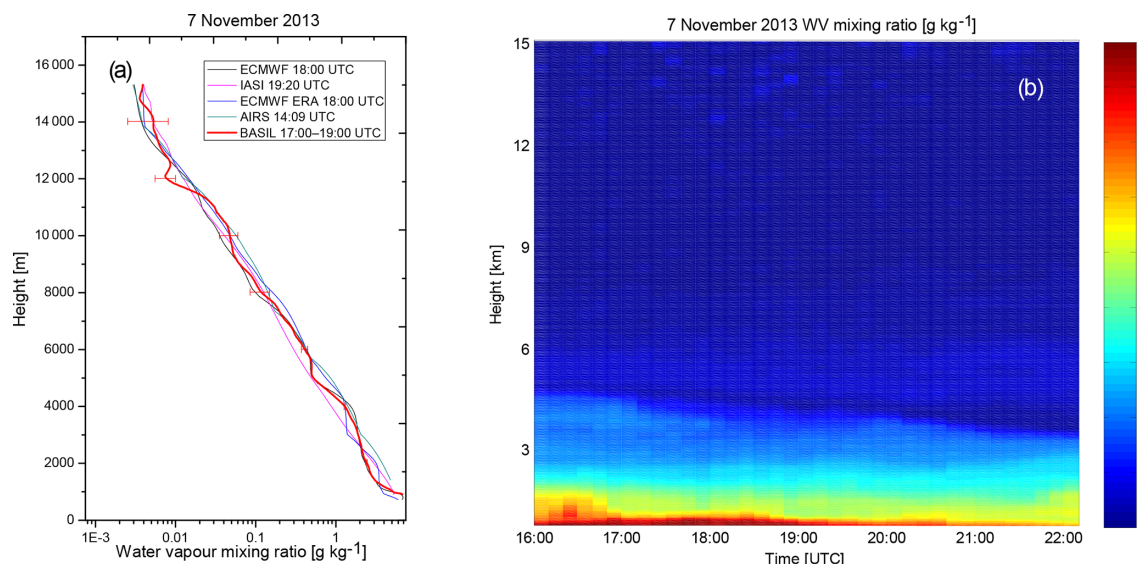 7 November 2013
(a)
ECMWF 18:00 UTC
IASI 19:20 UTC
ECMWF ERA 18:00 UTC
AIRS 14:09 UTC
BASIL 17:00–19:00 UTC
16 000
14 000
12 000
10 000
8000
6000
4000
2000
0
Height [m]
1E-3 0.01 0.1 1
Water vapour mixing ratio [g kg-1]
7 November 2013 WV mixing ratio [g kg-1]
(b)
15
12
9
6
3
Height [km]
16:00 17:00 18:00 19:00 20:00 21:00 22:00
Time [UTC]